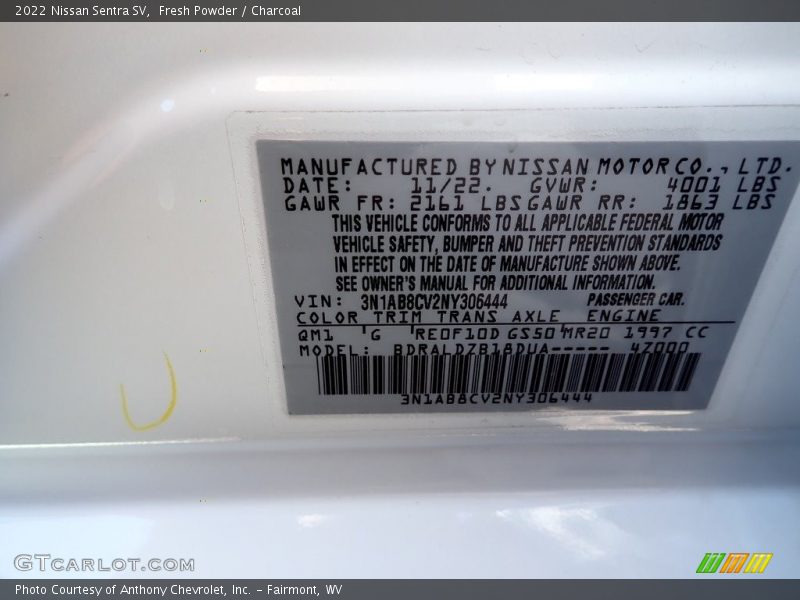 2022 Nissan Sentra SV,  Fresh Powder / Charcoal
MANUFACTURED BY NISSAN MOTOR CO., LTD.
DATE: 11/22. GVWR: 4001 LBS
GAWR FR: 2161 LBS GAWR RR: 1863 LBS
THIS VEHICLE CONFORMS TO ALL APPLICABLE FEDERAL MOTOR
VEHICLE SAFETY, BUMPER AND THEFT PREVENTION STANDARDS
IN EFFECT ON THE DATE OF MANUFACTURE SHOWN ABOVE.
SEE OWNER'S MANUAL FOR ADDITIONAL INFORMATION.
VIN: 3N1AB8CV2NY306444 PASSENGER CAR.
COLOR TRIM TRANS AXLE ENGINE
QM1 G RE0F10D GS50 MR20 1997 CC
MODEL: BDRALDZB18DUA----- 4Z000
3N1AB8CV2NY306444
GTCARLOT.COM
Photo Courtesy of Anthony Chevrolet, Inc. – Fairmont, WV